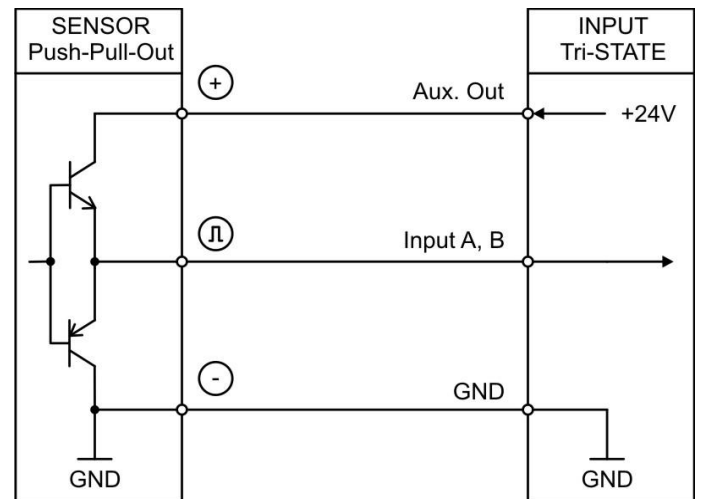 SENSOR
Push-Pull-Out
INPUT
Tri-STATE
+
Aux. Out
+24V
Input A, B
-
GND
GND
GND